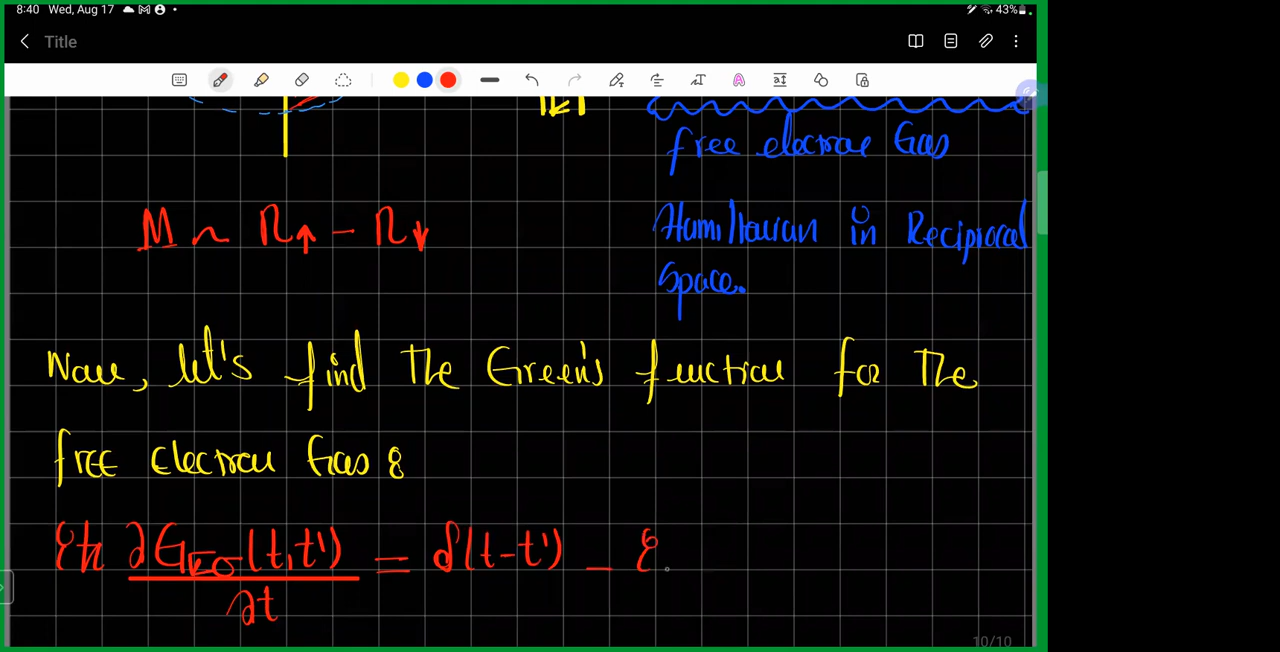 8:40 Wed, Aug 17
43%
Title
|k|
free electron Gas
M ~ n↑ - n↓
Hamiltonian in Reciprocal
Space.
Now, let's find the Green's function for the
free electron Gas :
iħ ∂G_kσ(t,t') / ∂t = δ(t-t') - i
10/10